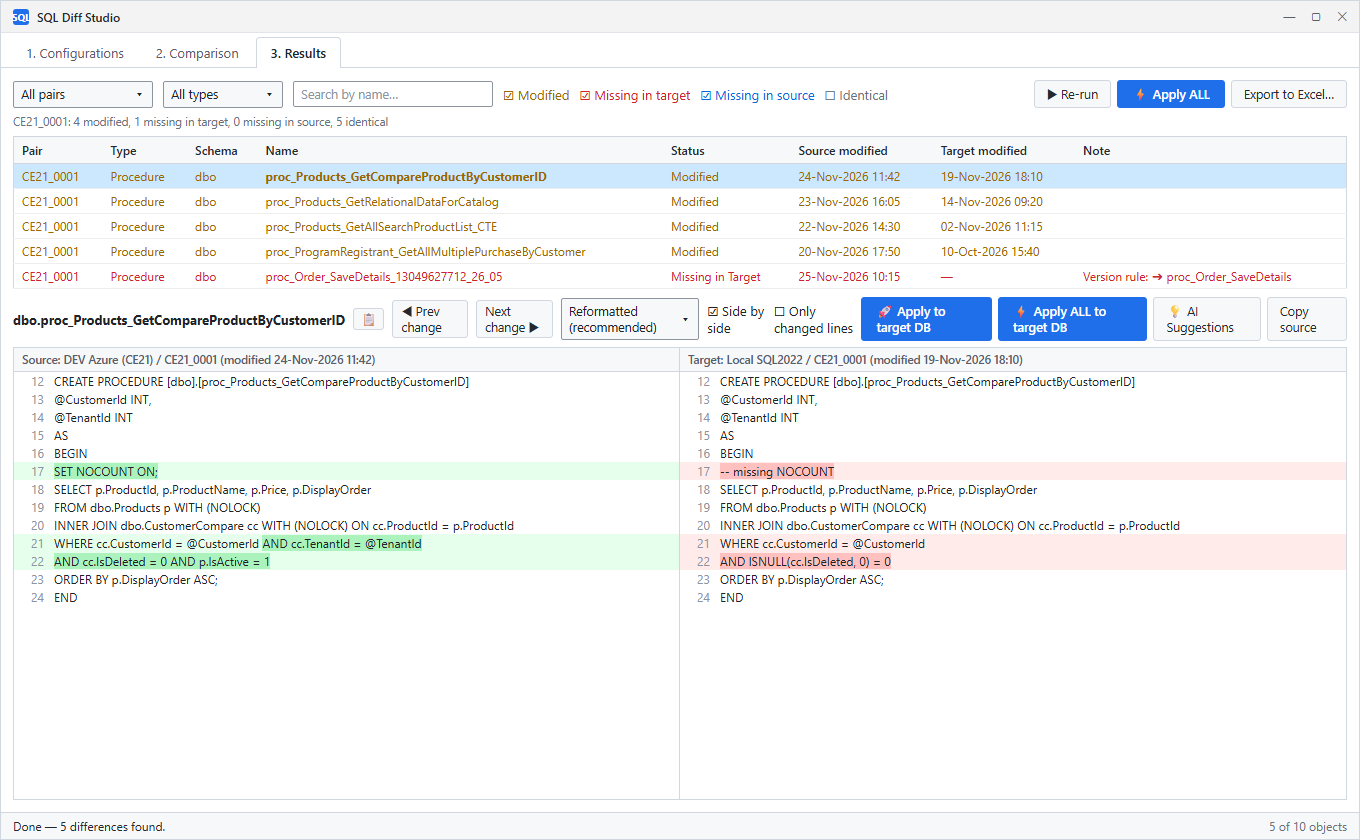 SQL SQL Diff Studio
1. Configurations 2. Comparison 3. Results
All pairs All types Search by name... Modified Missing in target Missing in source Identical Re-run Apply ALL Export to Excel...
CE21_0001: 4 modified, 1 missing in target, 0 missing in source, 5 identical
Pair Type Schema Name Status Source modified Target modified Note
CE21_0001 Procedure dbo proc_Products_GetCompareProductByCustomerID Modified 24-Nov-2026 11:42 19-Nov-2026 18:10
CE21_0001 Procedure dbo proc_Products_GetRelationalDataForCatalog Modified 23-Nov-2026 16:05 14-Nov-2026 09:20
CE21_0001 Procedure dbo proc_Products_GetAllSearchProductList_CTE Modified 22-Nov-2026 14:30 02-Nov-2026 11:15
CE21_0001 Procedure dbo proc_ProgramRegistrant_GetAllMultiplePurchaseByCustomer Modified 20-Nov-2026 17:50 10-Oct-2026 15:40
CE21_0001 Procedure dbo proc_Order_SaveDetails_13049627712_26_05 Missing in Target 25-Nov-2026 10:15 — Version rule: ➔ proc_Order_SaveDetails
dbo.proc_Products_GetCompareProductByCustomerID
◀ Prev change
Next change ▶
Reformatted (recommended)
Side by side
Only changed lines
Apply to target DB
Apply ALL to target DB
AI Suggestions
Copy source
Source: DEV Azure (CE21) / CE21_0001 (modified 24-Nov-2026 11:42)
12 CREATE PROCEDURE [dbo].[proc_Products_GetCompareProductByCustomerID]
13 @CustomerId INT,
14 @TenantId INT
15 AS
16 BEGIN
17 SET NOCOUNT ON;
18 SELECT p.ProductId, p.ProductName, p.Price, p.DisplayOrder
19 FROM dbo.Products p WITH (NOLOCK)
20 INNER JOIN dbo.CustomerCompare cc WITH (NOLOCK) ON cc.ProductId = p.ProductId
21 WHERE cc.CustomerId = @CustomerId AND cc.TenantId = @TenantId
22 AND cc.IsDeleted = 0 AND p.IsActive = 1
23 ORDER BY p.DisplayOrder ASC;
24 END
Target: Local SQL2022 / CE21_0001 (modified 19-Nov-2026 18:10)
12 CREATE PROCEDURE [dbo].[proc_Products_GetCompareProductByCustomerID]
13 @CustomerId INT,
14 @TenantId INT
15 AS
16 BEGIN
17 -- missing NOCOUNT
18 SELECT p.ProductId, p.ProductName, p.Price, p.DisplayOrder
19 FROM dbo.Products p WITH (NOLOCK)
20 INNER JOIN dbo.CustomerCompare cc WITH (NOLOCK) ON cc.ProductId = p.ProductId
21 WHERE cc.CustomerId = @CustomerId
22 AND ISNULL(cc.IsDeleted, 0) = 0
23 ORDER BY p.DisplayOrder ASC;
24 END
Done — 5 differences found. 5 of 10 objects